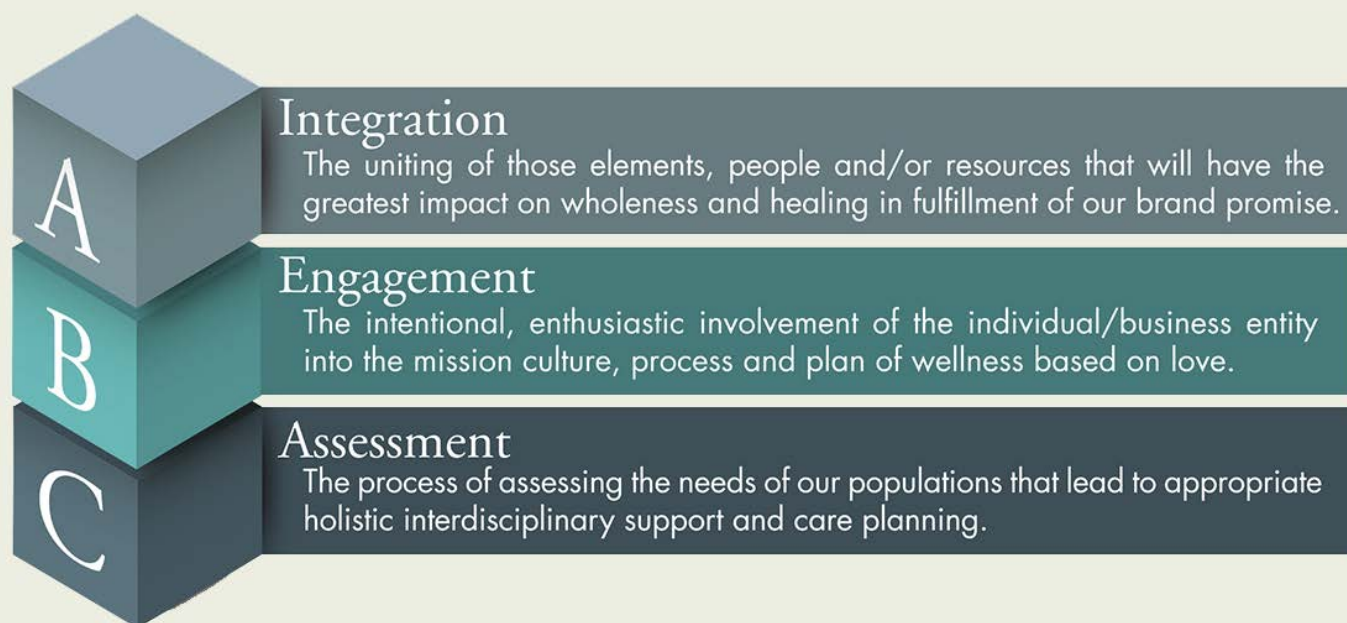 A
Integration
The uniting of those elements, people and/or resources that will have the
greatest impact on wholeness and healing in fulfillment of our brand promise.
B
Engagement
The intentional, enthusiastic involvement of the individual/business entity
into the mission culture, process and plan of wellness based on love.
C
Assessment
The process of assessing the needs of our populations that lead to appropriate
holistic interdisciplinary support and care planning.